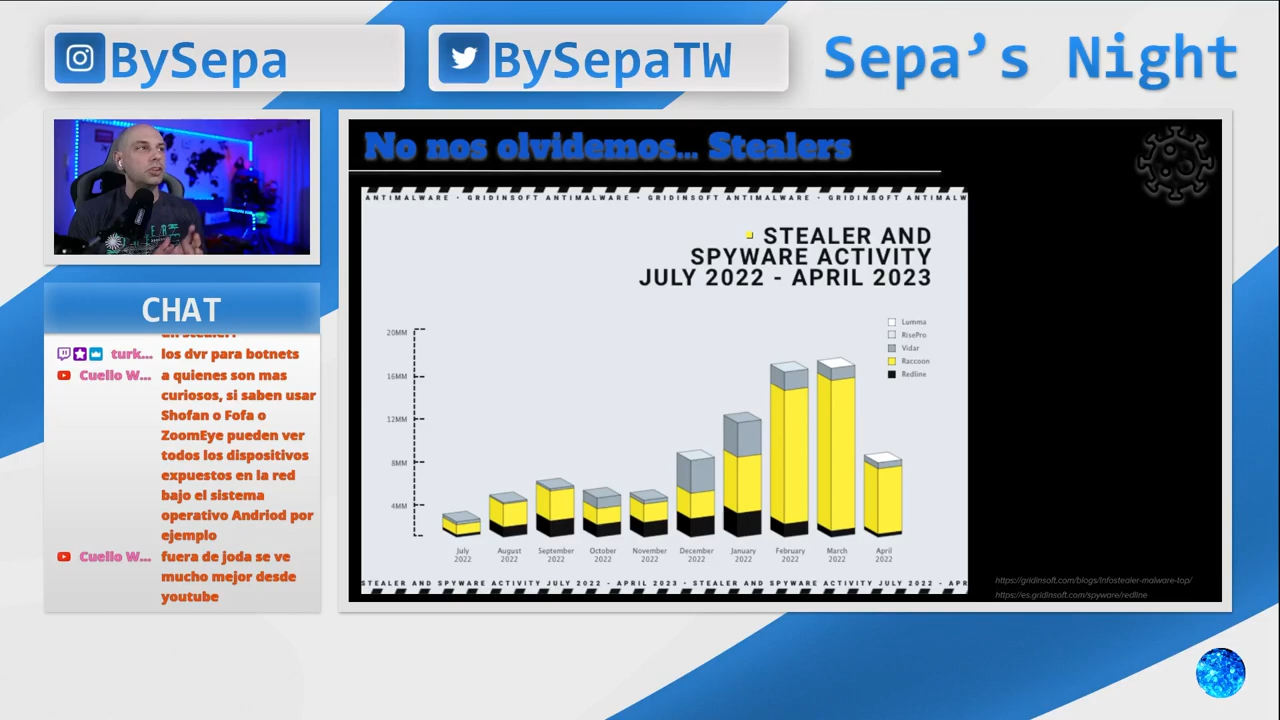 BySepa
BySepaTW
Sepa’s Night
CHAT
los dvr para botnets
turk...
Cuello W...
a quienes son mas
curiosos, si saben usar
Shofan o Fofa o
ZoomEye pueden ver
todos los dispositivos
expuestos en la red
bajo el sistema
operativo Andriod por
ejemplo
Cuello W...
fuera de joda se ve
mucho mejor desde
youtube
No nos olvidemos... Stealers
ANTIMALWARE • GRIDINSOFT ANTIMALWARE • GRIDINSOFT ANTIMALWARE • GRIDINSOFT ANTIMALWARE • GRIDINSOFT ANTIMALW
STEALER AND
SPYWARE ACTIVITY
JULY 2022 - APRIL 2023
Lumma
RisePro
Vidar
Raccoon
Redline
20MM
16MM
12MM
8MM
4MM
July 2022
August 2022
September 2022
October 2022
November 2022
December 2022
January 2022
February 2022
March 2022
April 2022
STEALER AND SPYWARE ACTIVITY JULY 2022 - APRIL 2023 • STEALER AND SPYWARE ACTIVITY JULY 2022 - APR
https://gridinsoft.com/blogs/infostealer-malware-top/
https://es.gridinsoft.com/spyware/redline